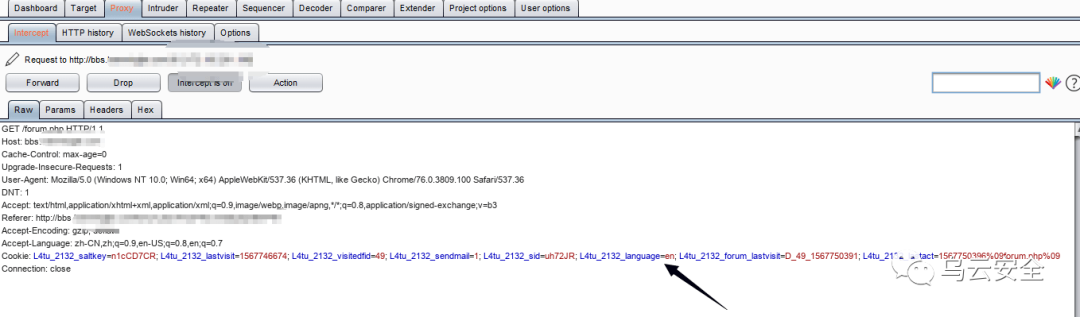 Dashboard Target Proxy Intruder Repeater Sequencer Decoder Comparer Extender Project options User options
Intercept HTTP history WebSockets history Options
Request to http://bbs.
Forward Drop Intercept is on Action
?
Raw Params Headers Hex
GET /forum.php HTTP/1.1
Host: bbs.
Cache-Control: max-age=0
Upgrade-Insecure-Requests: 1
User-Agent: Mozilla/5.0 (Windows NT 10.0; Win64; x64) AppleWebKit/537.36 (KHTML, like Gecko) Chrome/76.0.3809.100 Safari/537.36
DNT: 1
Accept: text/html,application/xhtml+xml,application/xml;q=0.9,image/webp,image/apng,*/*;q=0.8,application/signed-exchange;v=b3
Referer: http://bbs.
Accept-Encoding: gzip,
Accept-Language: zh-CN,zh;q=0.9,en-US;q=0.8,en;q=0.7
Cookie: L4tu_2132_saltkey=n1cCD7CR; L4tu_2132_lastvisit=1567746674; L4tu_2132_visitedfid=49; L4tu_2132_sendmail=1; L4tu_2132_sid=uh72JR; L4tu_2132_language=en; L4tu_2132_forum_lastvisit=D_49_1567750391; =1567750396%09forum.php%09
Connection: close
乌云安全